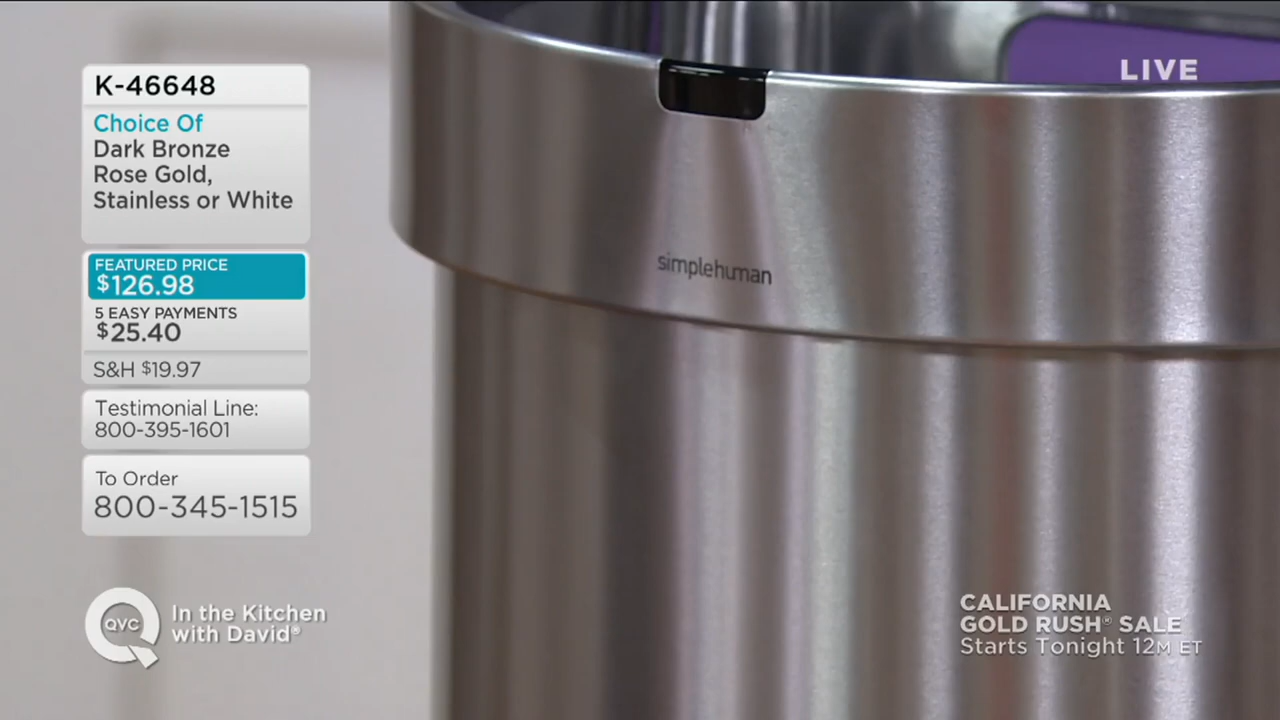 K-46648
Choice Of
Dark Bronze
Rose Gold,
Stainless or White
FEATURED PRICE
$126.98
5 EASY PAYMENTS
$25.40
S&H $19.97
Testimonial Line:
800-395-1601
To Order
800-345-1515
QVC
In the Kitchen
with David®
simplehuman
LIVE
CALIFORNIA
GOLD RUSH® SALE
Starts Tonight 12M ET